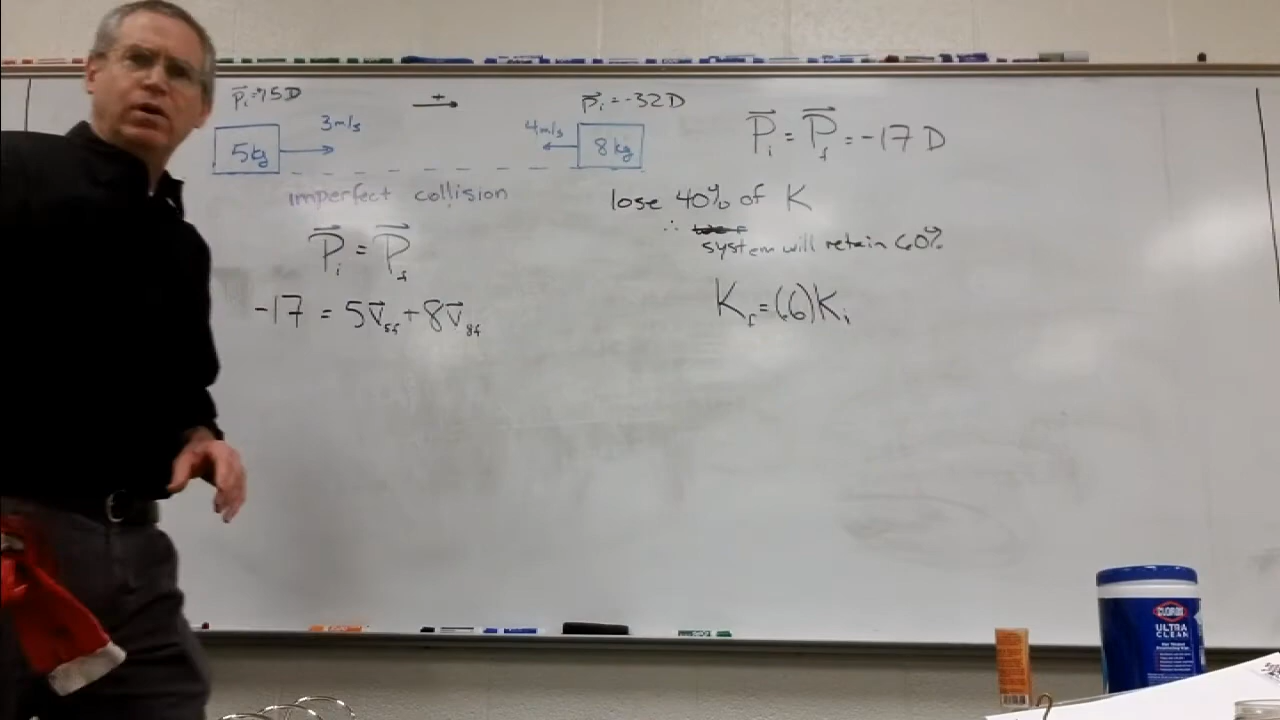 P⃗i=+15D + p⃗i = -32D
3m/s 4m/s
5kg 8kg
P⃗i = P⃗f = -17 D
imperfect collision
lose 40% of K
∴ system will retain 60%
P⃗i = P⃗f
-17 = 5v⃗5f + 8v⃗8f
Kf = (.6)Ki
CLOROX
ULTRA
CLEAN